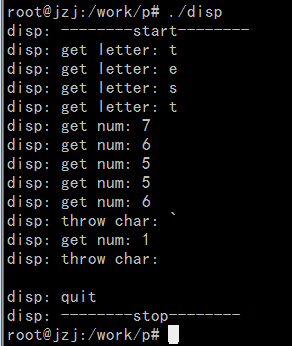 root@jzj:/work/p# ./disp
disp: --------start--------
disp: get letter: t
disp: get letter: e
disp: get letter: s
disp: get letter: t
disp: get num: 7
disp: get num: 6
disp: get num: 5
disp: get num: 5
disp: get num: 6
disp: throw char: `
disp: get num: 1
disp: throw char:
disp: quit
disp: --------stop--------
root@jzj:/work/p#